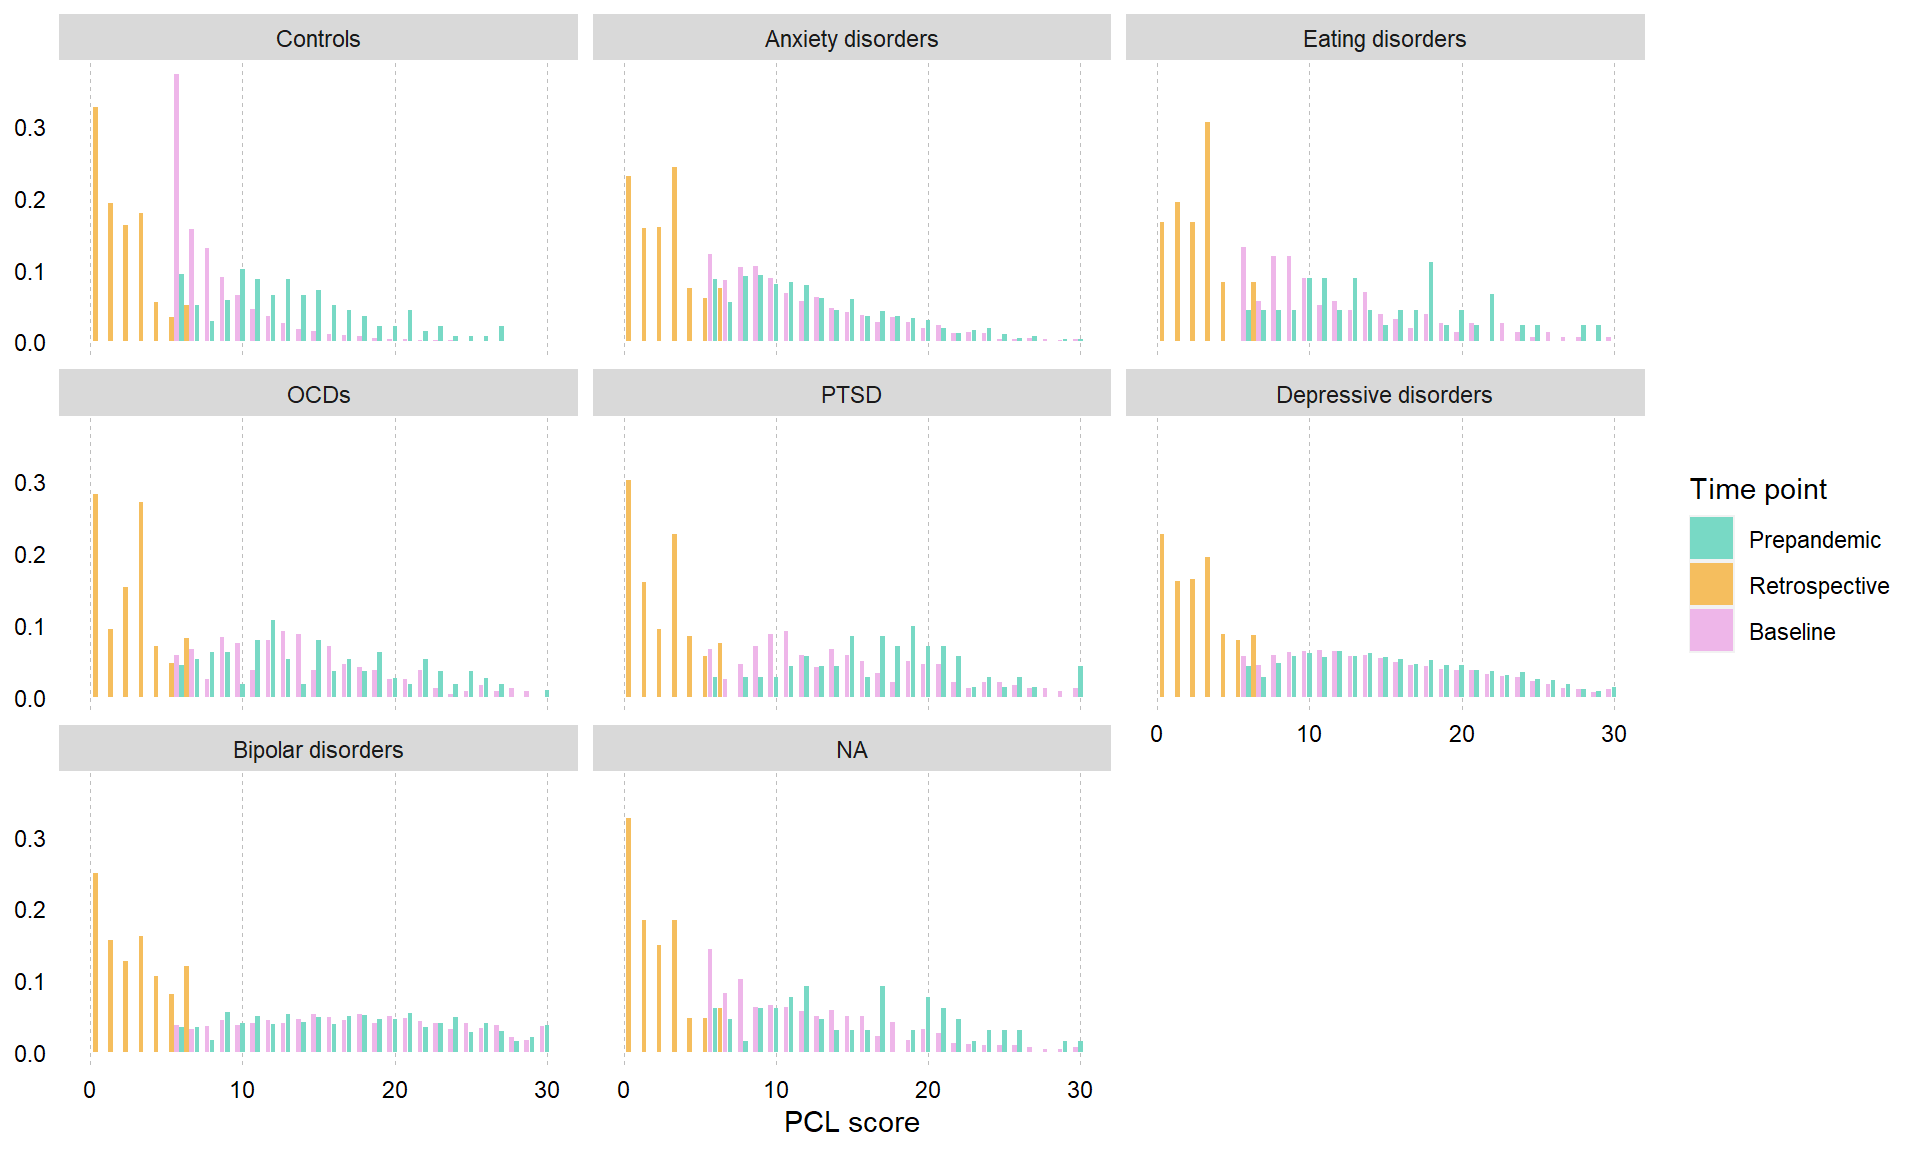 Controls
Anxiety disorders
Eating disorders
0.3
0.2
0.1
0.0
OCDs
PTSD
Depressive disorders
0.3
0.2
0.1
0.0
0 10 20 30
Bipolar disorders
NA
0.3
0.2
0.1
0.0
0 10 20 30
0 10 20 30
PCL score
Time point
Prepandemic
Retrospective
Baseline